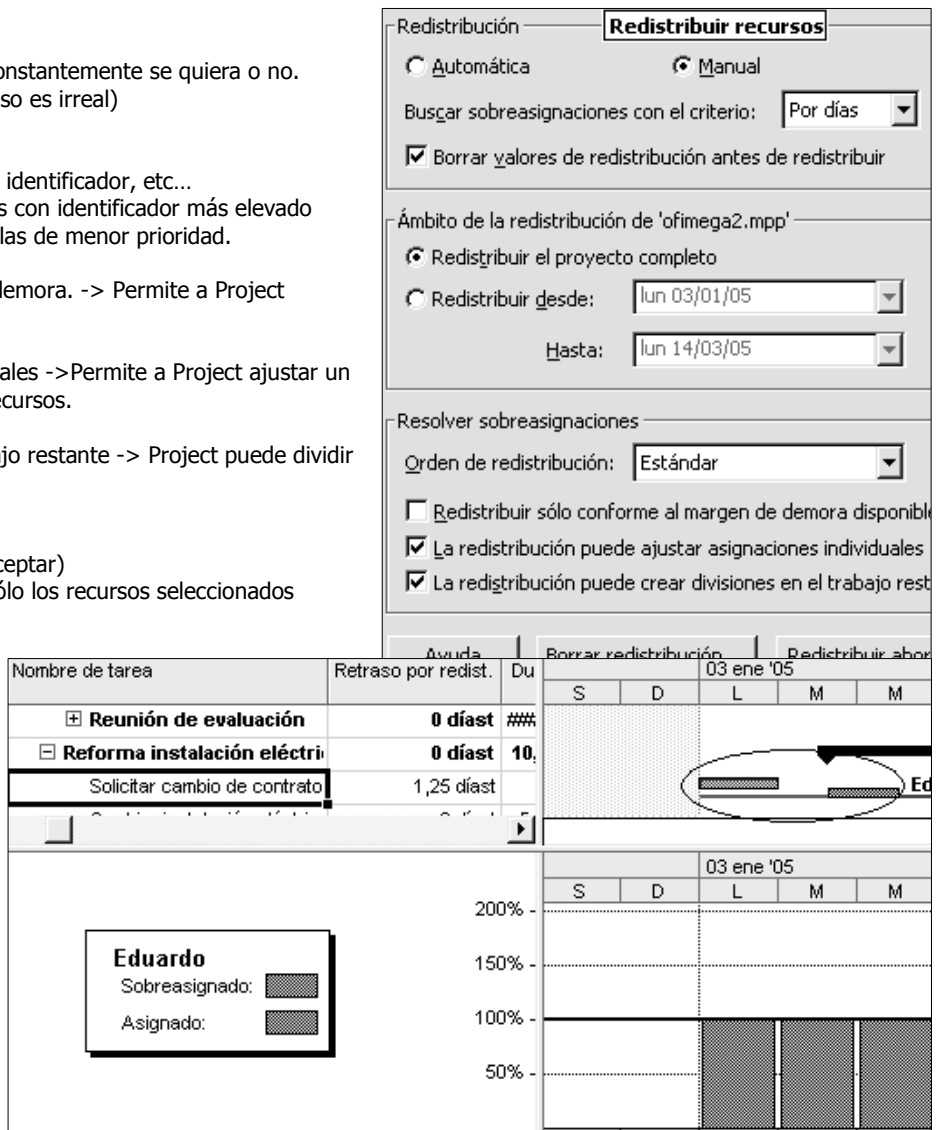 onstantemente se quiera o no.
so es irreal)
identificador, etc…
s con identificador más elevado
las de menor prioridad.
demora. -> Permite a Project
ales ->Permite a Project ajustar un
ecursos.
jo restante -> Project puede dividir
ceptar)
ólo los recursos seleccionados
Redistribución Redistribuir recursos
Automática Manual
Buscar sobreasignaciones con el criterio: Por días
Borrar valores de redistribución antes de redistribuir
Ámbito de la redistribución de 'ofimega2.mpp'
Redistribuir el proyecto completo
Redistribuir desde: lun 03/01/05
Hasta: lun 14/03/05
Resolver sobreasignaciones
Orden de redistribución: Estándar
Redistribuir sólo conforme al margen de demora disponible
La redistribución puede ajustar asignaciones individuales
La redistribución puede crear divisiones en el trabajo rest
Ayuda Borrar redistribución Redistribuir ahor
Nombre de tarea Retraso por redist. Du 03 ene '05
S D L M M
Reunión de evaluación 0 díast ###
Reforma instalación eléctri 0 díast 10,
Solicitar cambio de contrato 1,25 díast Ed
03 ene '05
S D L M M
200%
Eduardo
150%
Sobreasignado:
Asignado:
100%
50%